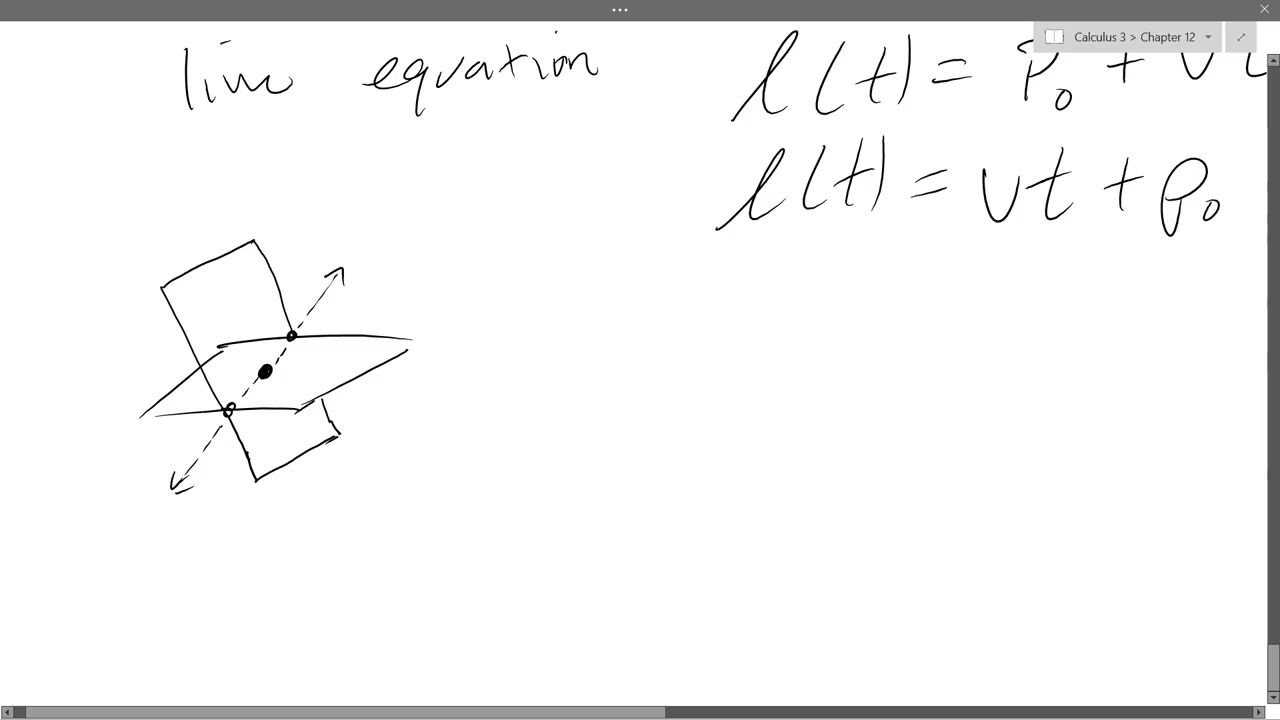 Calculus 3 > Chapter 12
line equation l(t) = P₀ + vt
l(t) = vt + P₀